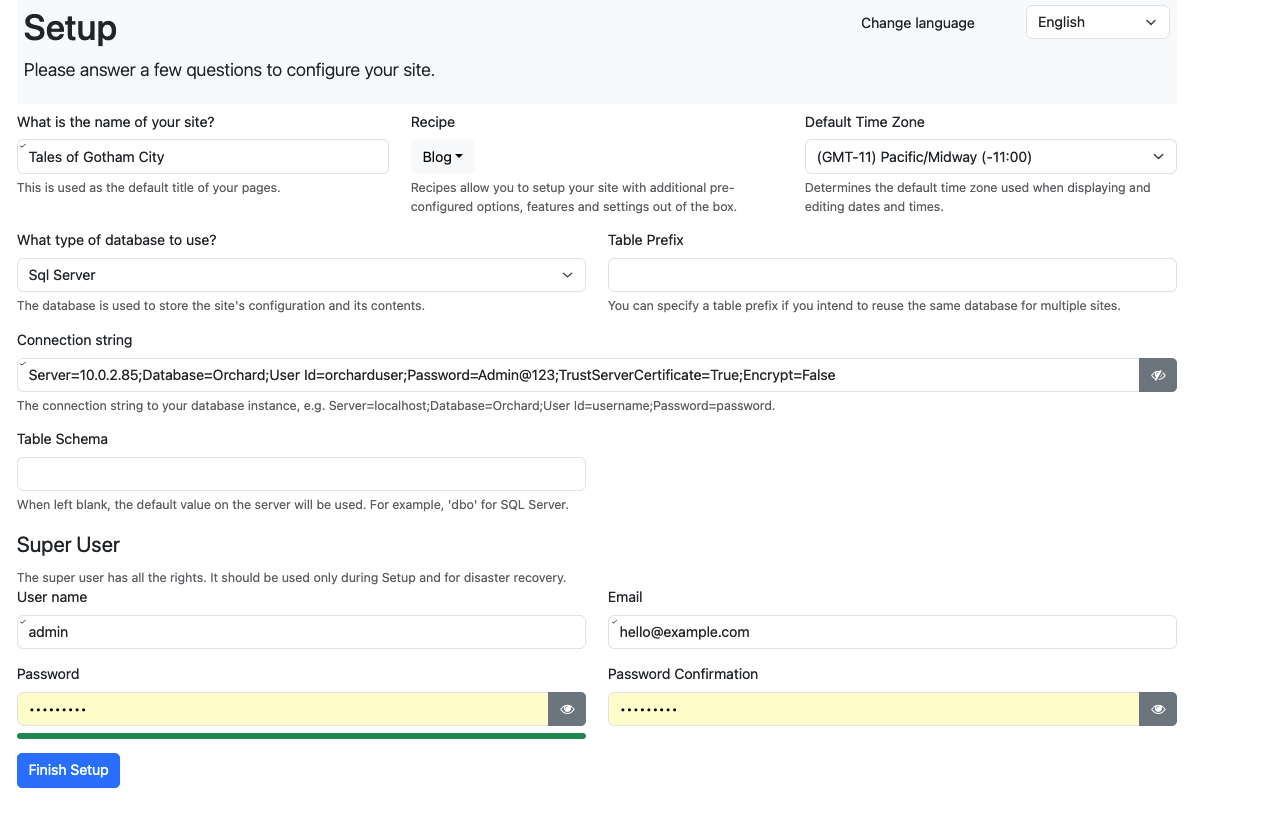 Setup
Change language
English
Please answer a few questions to configure your site.
What is the name of your site?
Recipe
Default Time Zone
Tales of Gotham City
Blog
(GMT-11) Pacific/Midway (-11:00)
This is used as the default title of your pages.
Recipes allow you to setup your site with additional pre-
configured options, features and settings out of the box.
Determines the default time zone used when displaying and
editing dates and times.
What type of database to use?
Table Prefix
Sql Server
The database is used to store the site's configuration and its contents.
You can specify a table prefix if you intend to reuse the same database for multiple sites.
Connection string
Server=10.0.2.85;Database=Orchard;User Id=orcharduser;Password=Admin@123;TrustServerCertificate=True;Encrypt=False
The connection string to your database instance, e.g. Server=localhost;Database=Orchard;User Id=username;Password=password.
Table Schema
When left blank, the default value on the server will be used. For example, 'dbo' for SQL Server.
Super User
The super user has all the rights. It should be used only during Setup and for disaster recovery.
User name
Email
admin
hello@example.com
Password
Password Confirmation
•••••••••
•••••••••
Finish Setup